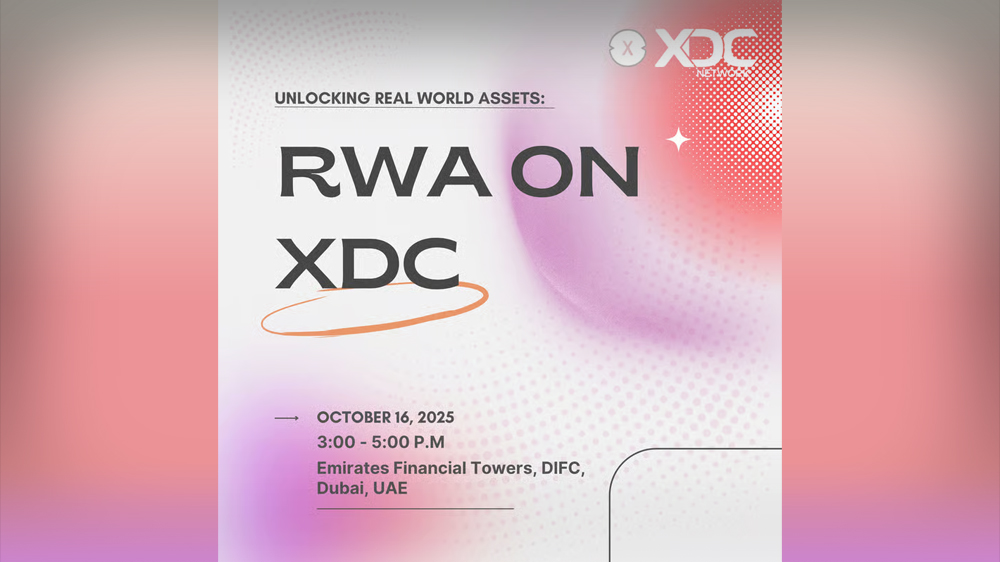 XDC
NETWORK
UNLOCKING REAL WORLD ASSETS:
RWA ON
XDC
OCTOBER 16, 2025
3:00 - 5:00 P.M
Emirates Financial Towers, DIFC,
Dubai, UAE